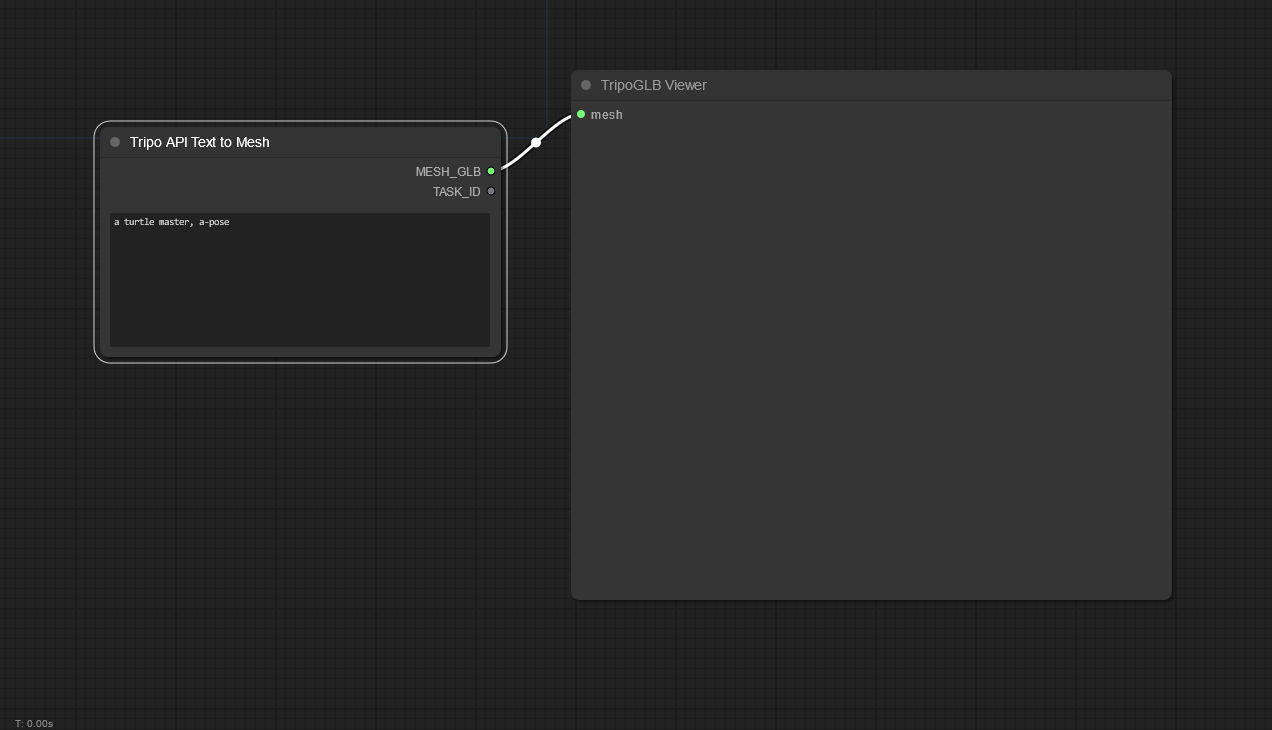 TripoGLB Viewer
mesh
Tripo API Text to Mesh
MESH_GLB
TASK_ID
a turtle master, a-pose
T: 0.00s